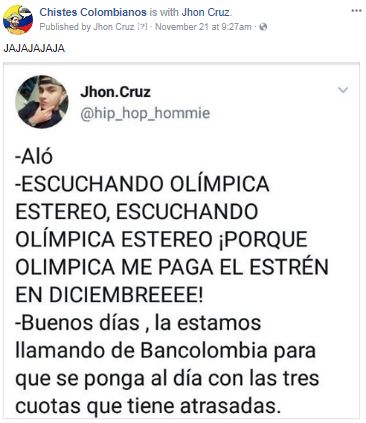 Chistes Colombianos is with Jhon Cruz.
Published by Jhon Cruz [?] · November 21 at 9:27am ·
JAJAJAJAJA
Jhon.Cruz
@hip_hop_hommie
-Aló
-ESCUCHANDO OLÍMPICA
ESTEREO, ESCUCHANDO
OLÍMPICA ESTEREO ¡PORQUE
OLIMPICA ME PAGA EL ESTRÉN
EN DICIEMBREEEE!
-Buenos días , la estamos
llamando de Bancolombia para
que se ponga al día con las tres
cuotas que tiene atrasadas.